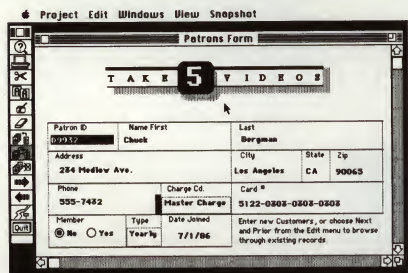 Project Edit Windows View Snapshot
Patrons Form
TAKE 5 VIDEOS
Patron ID Name First Last
D9932 Chuck Bergman
Address City State Zip
234 Medlow Ave. Los Angeles CA 90065
Phone Charge Cd. Card #
555-7432 Master Charge 5122-0303-0303-0303
Member Type Date Joined
No Yes Yearly 7/1/86
Enter new Customers, or choose Next
and Prior from the Edit menu to browse
through existing records
Quit